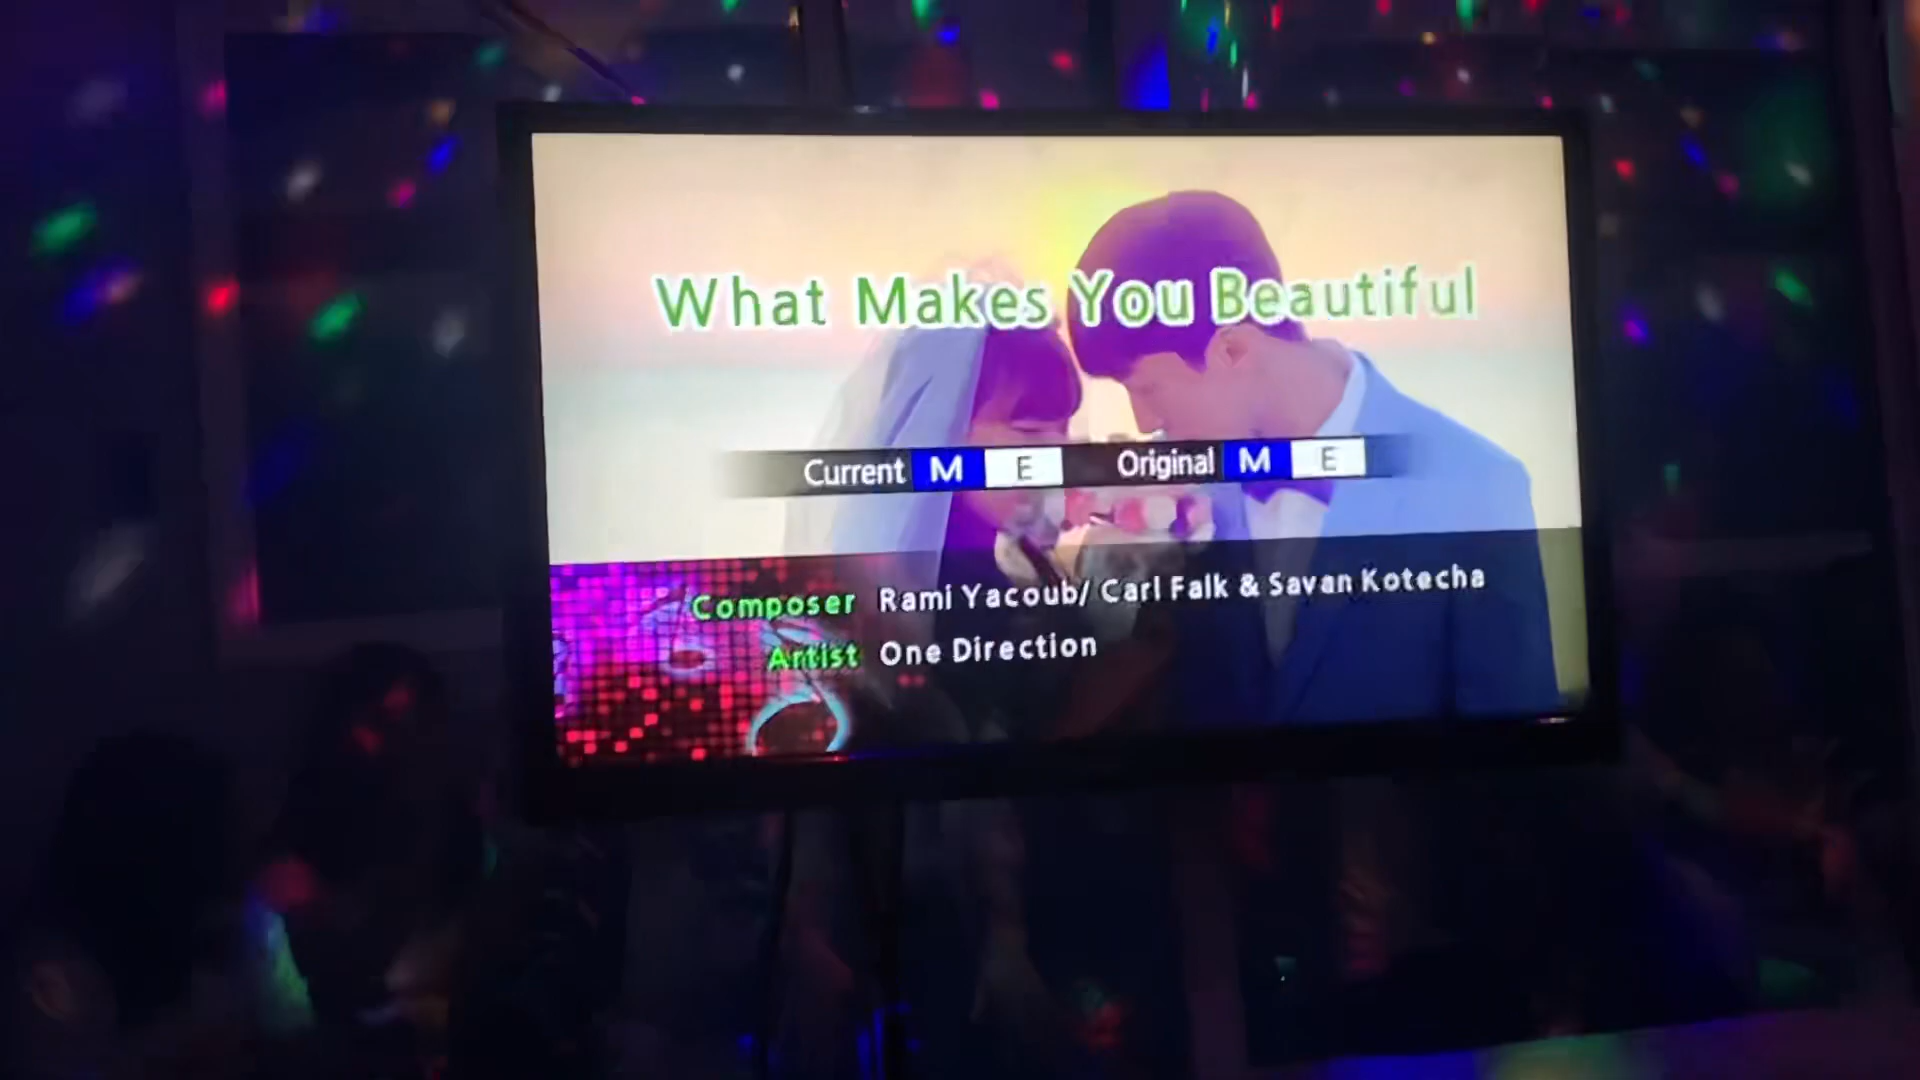 What Makes You Beautiful
Current M E Original M E
Composer Rami Yacoub/ Carl Falk & Savan Kotecha
Artist One Direction